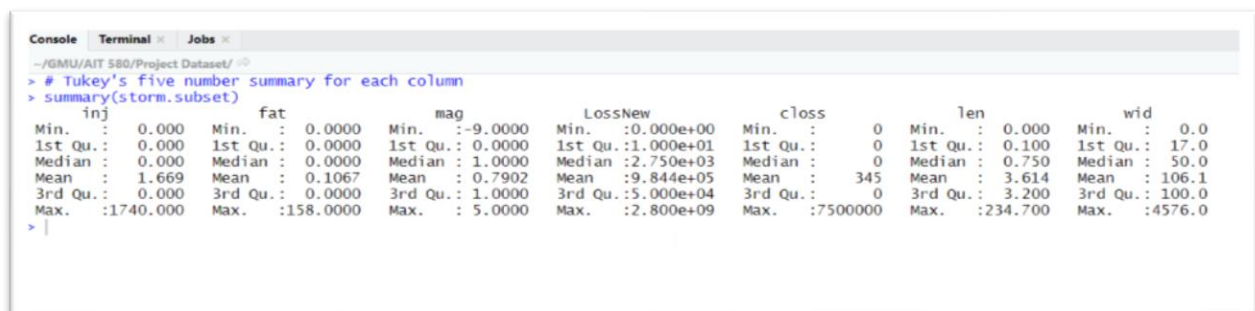 Console Terminal × Jobs ×
~/GMU/AIT 580/Project Dataset/
> # Tukey's five number summary for each column
> summary(storm.subset)
inj fat mag LossNew closs len wid
Min. : 0.000 Min. : 0.0000 Min. :-9.0000 Min. :0.000e+00 Min. : 0 Min. : 0.000 Min. : 0.0
1st Qu.: 0.000 1st Qu.: 0.0000 1st Qu.: 0.0000 1st Qu.:1.000e+01 1st Qu.: 0 1st Qu.: 0.100 1st Qu.: 17.0
Median : 0.000 Median : 0.0000 Median : 1.0000 Median :2.750e+03 Median : 0 Median : 0.750 Median : 50.0
Mean : 1.669 Mean : 0.1067 Mean : 0.7902 Mean :9.844e+05 Mean : 345 Mean : 3.614 Mean : 106.1
3rd Qu.: 0.000 3rd Qu.: 0.0000 3rd Qu.: 1.0000 3rd Qu.:5.000e+04 3rd Qu.: 0 3rd Qu.: 3.200 3rd Qu.: 100.0
Max. :1740.000 Max. :158.0000 Max. : 5.0000 Max. :2.800e+09 Max. :7500000 Max. :234.700 Max. :4576.0
>